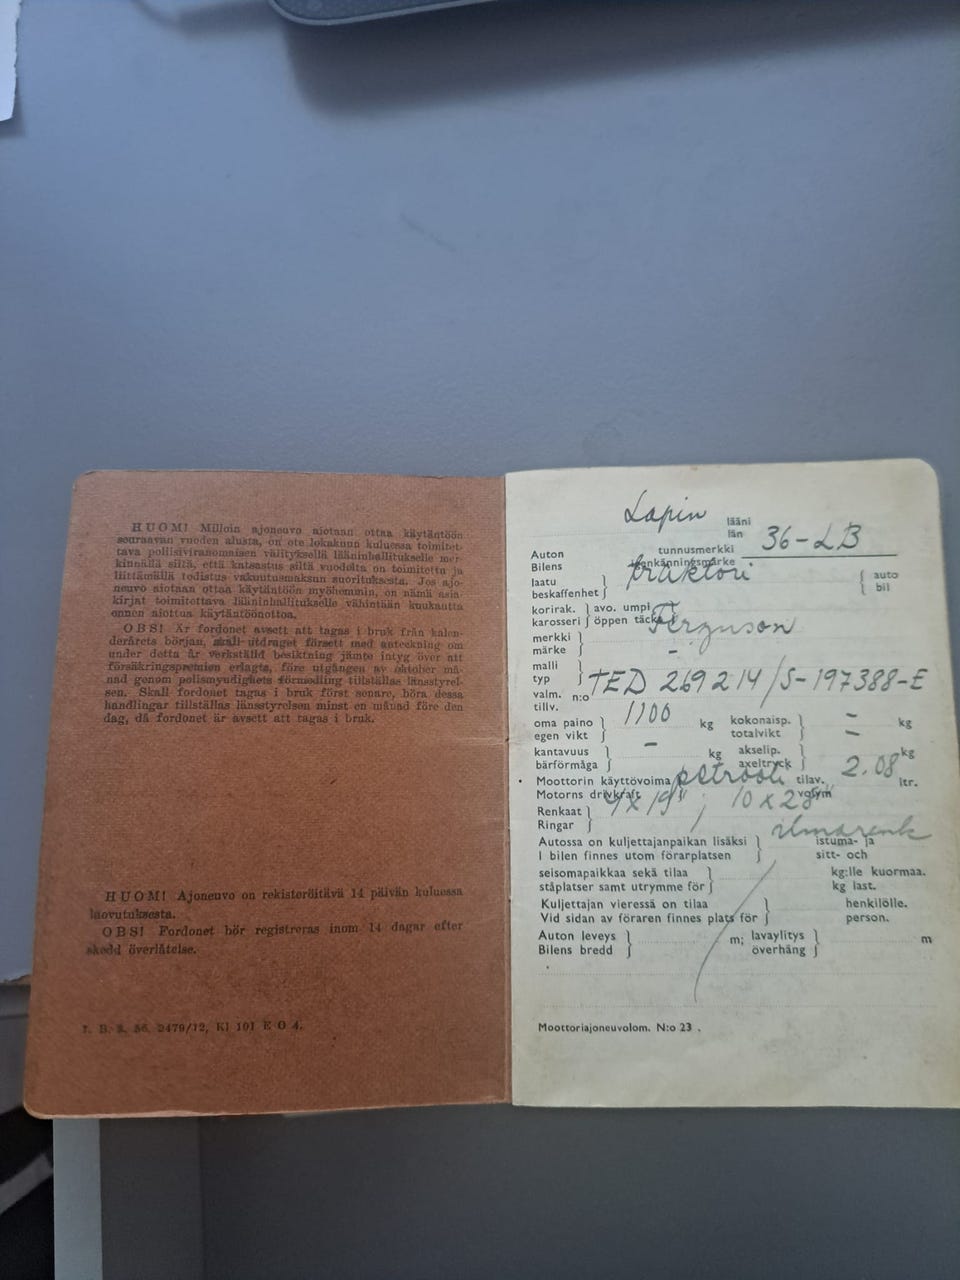 HUOM! Milloin ajoneuvo aiotaan ottaa käytäntöön
seuraavan vuoden alusta, on ote lokakuun kuluessa toimitet-
tava poliisiviranomaisen välityksellä lääninhallitukselle mer-
kinnällä siitä, että katsastus siltä vuodelta on toimitettu ja
liittämällä todistus vakuutusmaksun suorituksesta. Jos ajo-
neuvo aiotaan ottaa käytäntöön myöhemmin, on nämä asia-
kirjat toimitettava lääninhallitukselle vähintään kuukautta
ennen aiottua käytäntöönottoa.
OBS! Är fordonet avsett att tagas i bruk från kalen-
derårets början, skall utdraget försett med anteckning om
under detta år verkställd besiktning jämte intyg över att
försäkringspremien erlagts, före utgången av oktober må-
nad genom polismyndighets förmedling tillställas länsstyrel-
sen. Skall fordonet tagas i bruk först senare, böra dessa
handlingar tillställas länsstyrelsen minst en månad före den
dag, då fordonet är avsett att tagas i bruk.
HUOM! Ajoneuvo on rekisteröitävä 14 päivän kuluessa
luovutuksesta.
OBS! Fordonet bör registreras inom 14 dagar efter
skedd överlåtelse.
2479/12, Kl 101 E O 4.
Lapin lääni
län
Auton tunnusmerkki 36-LB
Bilens igenkänningsmärke
laatu traktori auto
beskaffenhet bil
korirak. avo. umpi
karosseri öppen täckt
merkki Ferguson
märke
malli -
typ
valm. n:o TED 269214/S-197388-E
tillv.
oma paino 1100 kg kokonaisp. - kg
egen vikt totalvikt
kantavuus - kg akselip. - kg
bärförmåga axeltryck
Moottorin käyttövoima petrooli tilav. 2.08 ltr.
Motorns drivkraft volym
Renkaat 4x19"; 10x28"
Ringar ilmarenk
Autossa on kuljettajanpaikan lisäksi istuma- ja
I bilen finnes utom förarplatsen sitt- och
seisomapaikkaa sekä tilaa kg:lle kuormaa.
ståplatser samt utrymme för kg last.
Kuljettajan vieressä on tilaa henkilölle.
Vid sidan av föraren finnes plats för person.
Auton leveys m; lavaylitys m
Bilens bredd överhäng
Moottoriajoneuvolom. N:o 23.